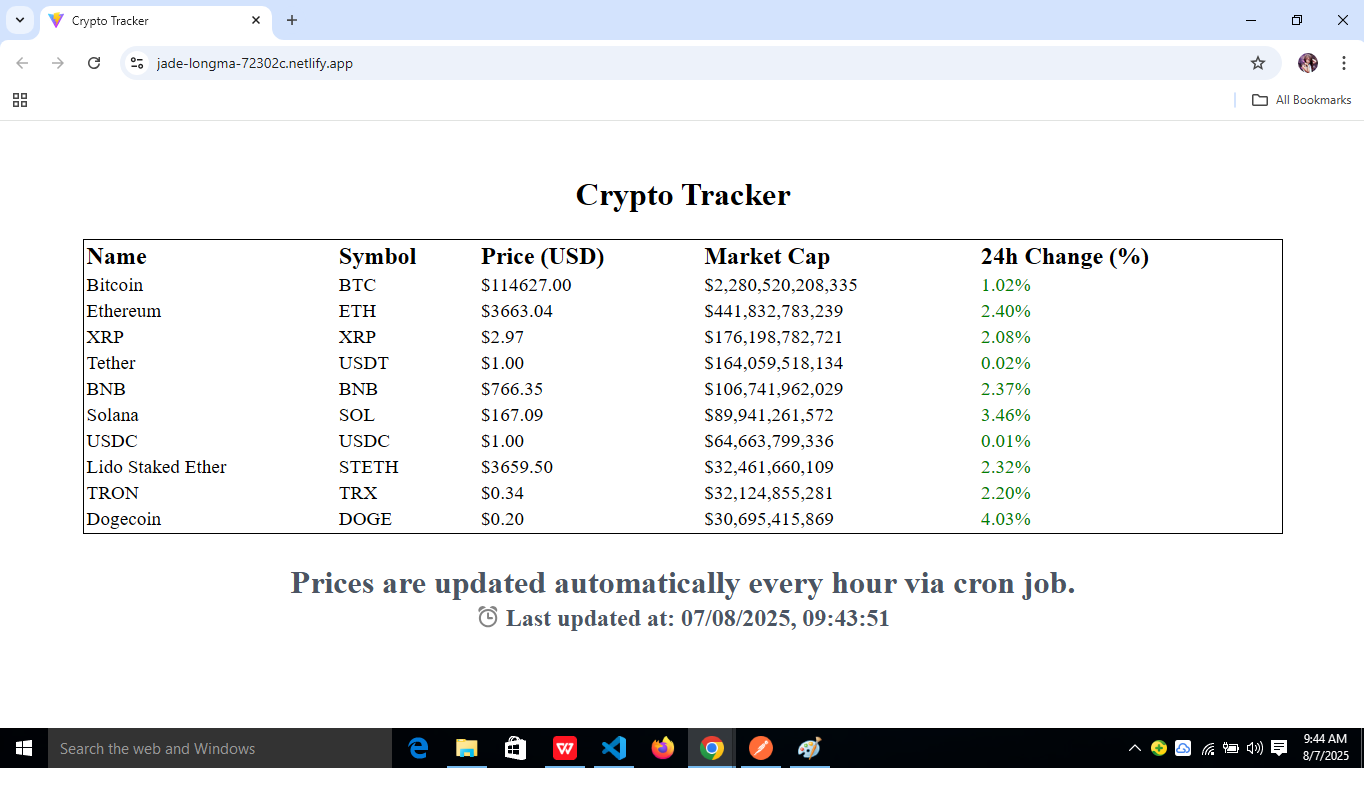 Crypto Tracker
jade-longma-72302c.netlify.app
All Bookmarks
Crypto Tracker
Name Symbol Price (USD) Market Cap 24h Change (%)
Bitcoin BTC $114627.00 $2,280,520,208,335 1.02%
Ethereum ETH $3663.04 $441,832,783,239 2.40%
XRP XRP $2.97 $176,198,782,721 2.08%
Tether USDT $1.00 $164,059,518,134 0.02%
BNB BNB $766.35 $106,741,962,029 2.37%
Solana SOL $167.09 $89,941,261,572 3.46%
USDC USDC $1.00 $64,663,799,336 0.01%
Lido Staked Ether STETH $3659.50 $32,461,660,109 2.32%
TRON TRX $0.34 $32,124,855,281 2.20%
Dogecoin DOGE $0.20 $30,695,415,869 4.03%
Prices are updated automatically every hour via cron job.
Last updated at: 07/08/2025, 09:43:51
Search the web and Windows
9:44 AM
8/7/2025